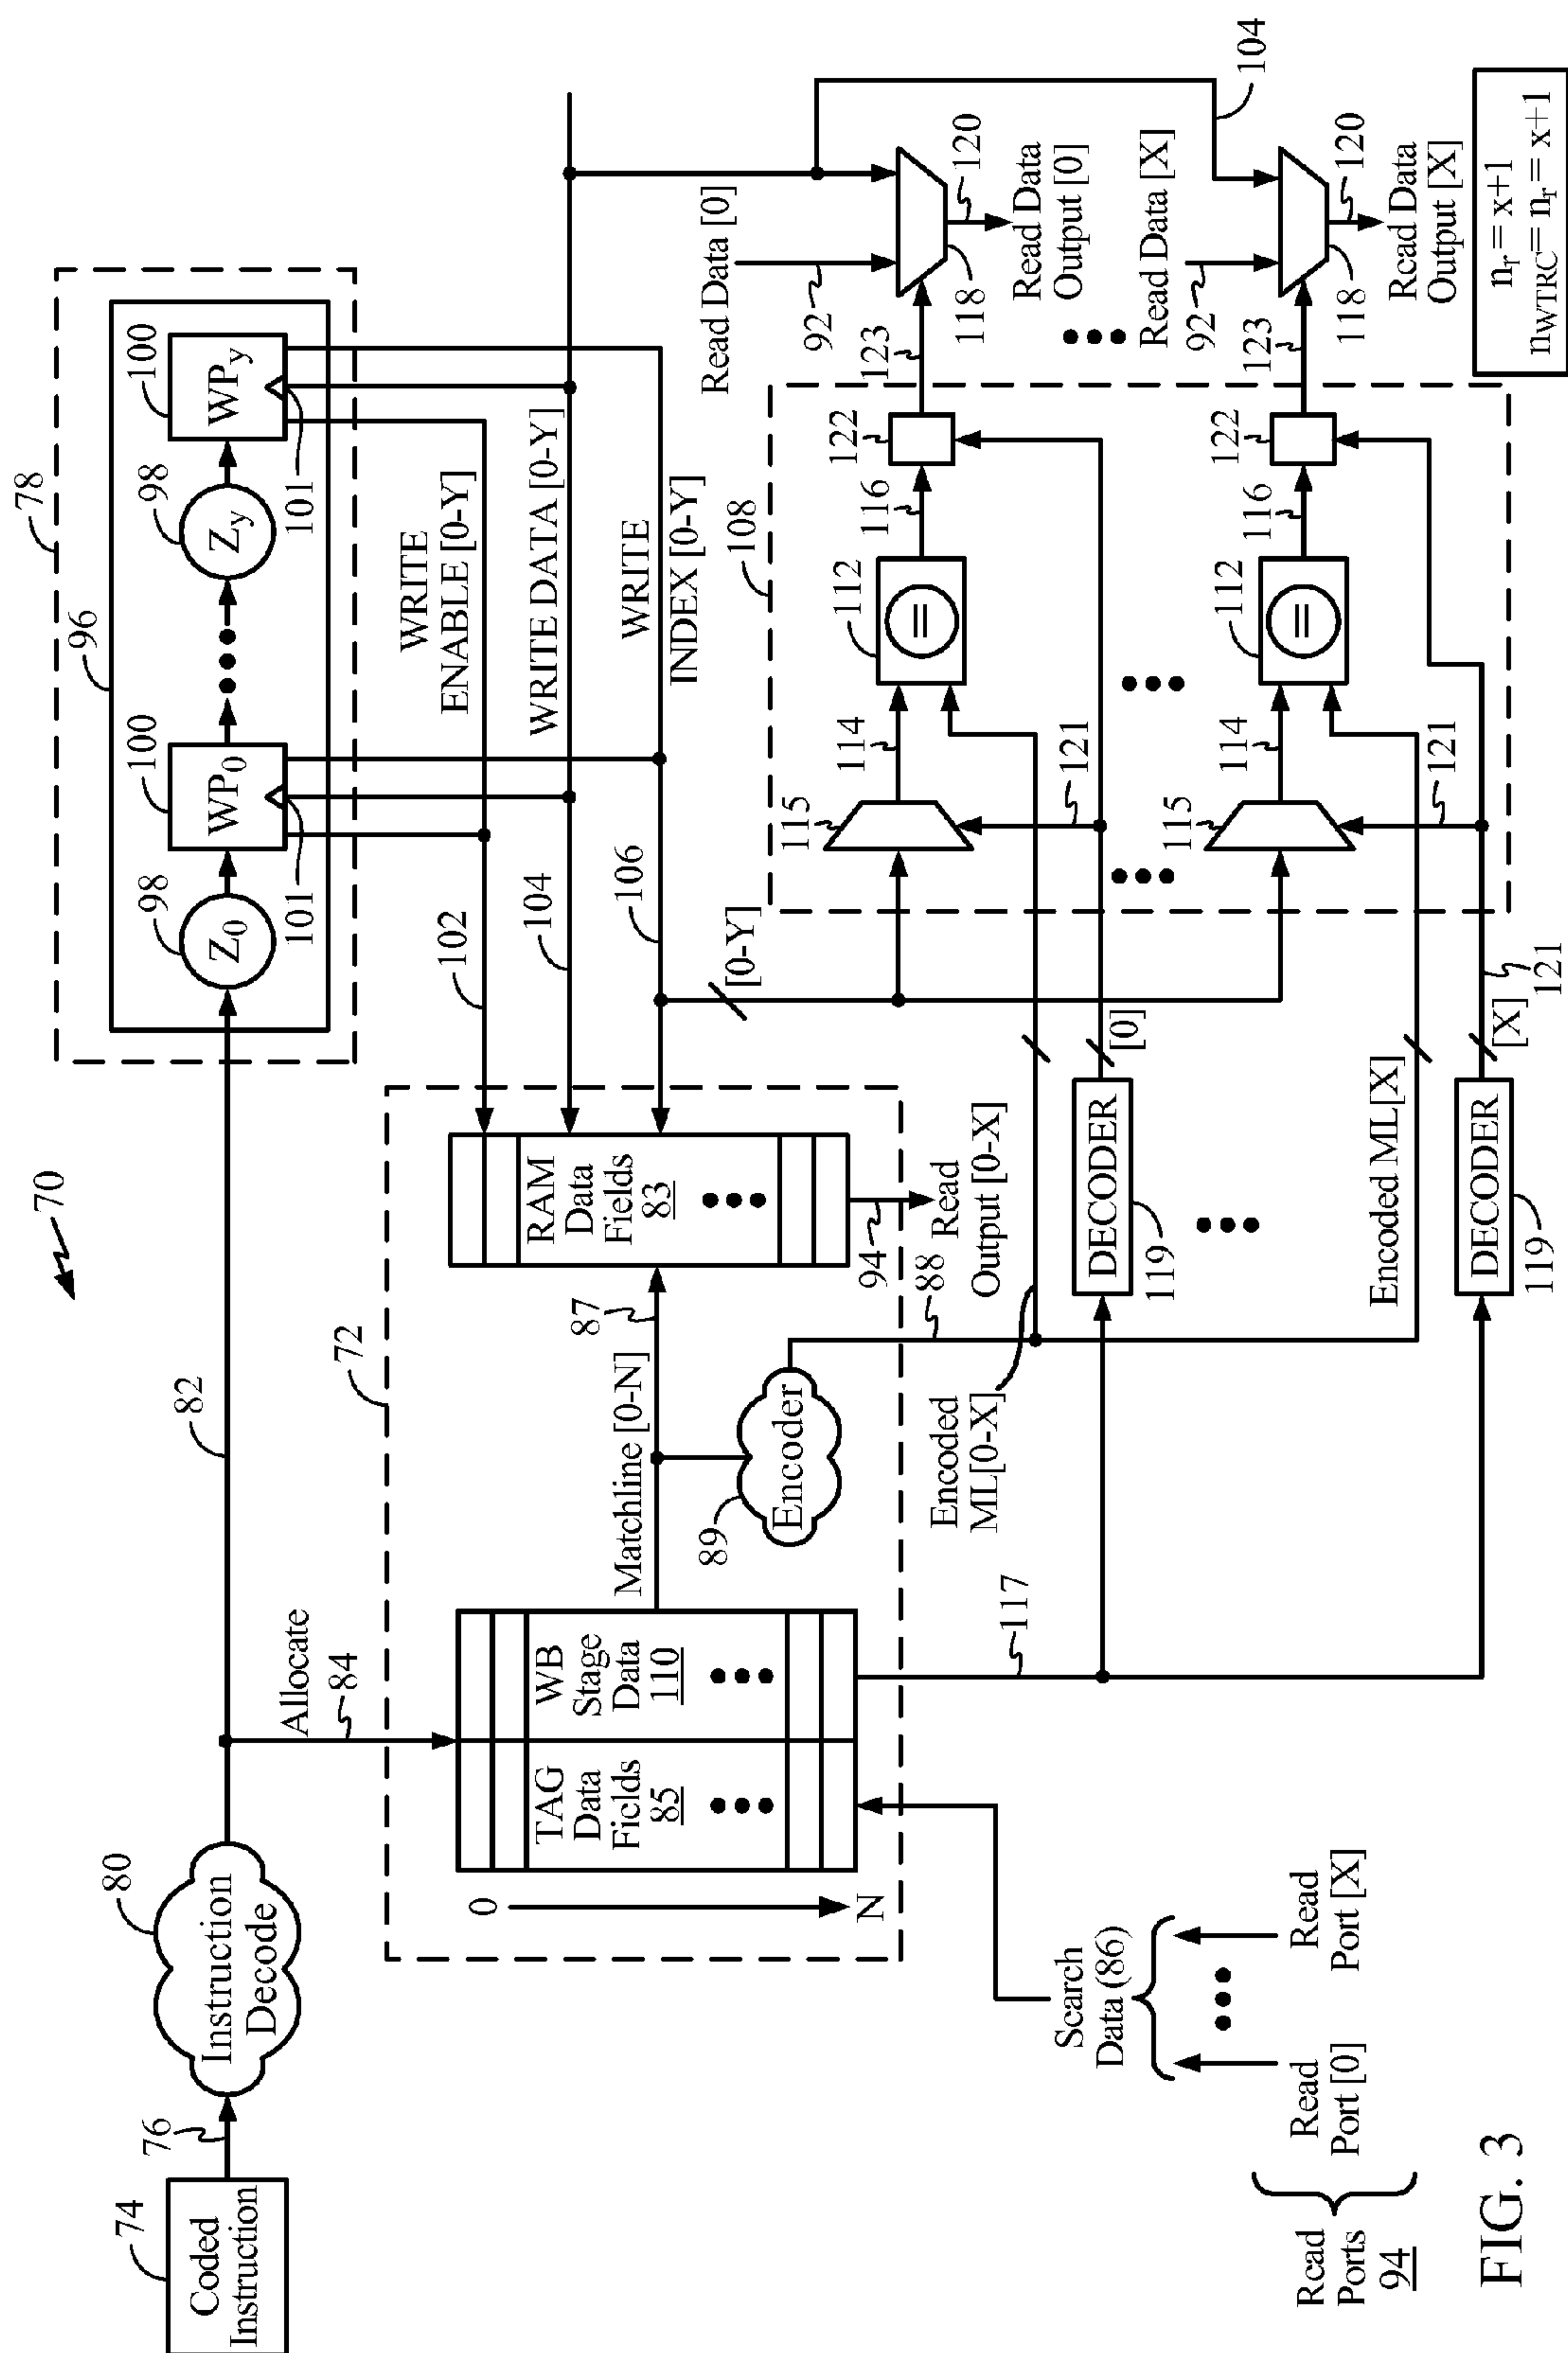 70
74
Coded
Instruction
76
80
Instruction
Decode
82
Allocate
84
78
96
98
Z0
100
WP0
101
98
Zy
100
WPy
101
72
0
N
TAG
Data
Fields
85
WB
Stage
Data
110
Matchline [0-N]
87
89
Encoder
RAM
Data
Fields
83
94
Read
Output [0-X]
88
102
104
106
WRITE
ENABLE [0-Y]
WRITE DATA [0-Y]
WRITE
INDEX [0-Y]
[0-Y]
Encoded
ML[0-X]
117
DECODER
119
[0]
Encoded ML[X]
DECODER
119
[X]
121
108
115
114
112
=
116
122
123
121
115
114
112
=
116
122
123
121
Read Data [0]
92
118
120
Read Data
Output [0]
Read Data [X]
92
118
120
Read Data
Output [X]
104
Search
Data (86)
Read
Port [0]
Read
Port [X]
Read
Ports
94
nr = x+1
nWTRC = nr = x+1
FIG. 3